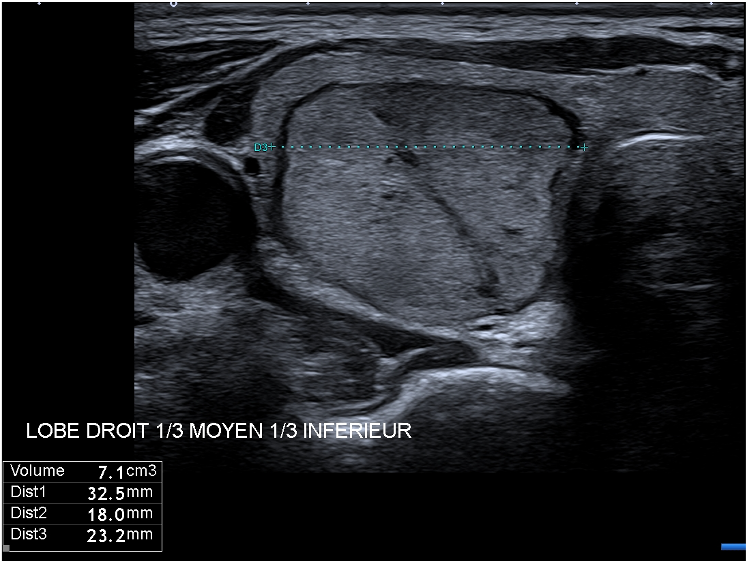 D3
LOBE DROIT 1/3 MOYEN 1/3 INFERIEUR
Volume 7.1cm3
Dist1 32.5mm
Dist2 18.0mm
Dist3 23.2mm